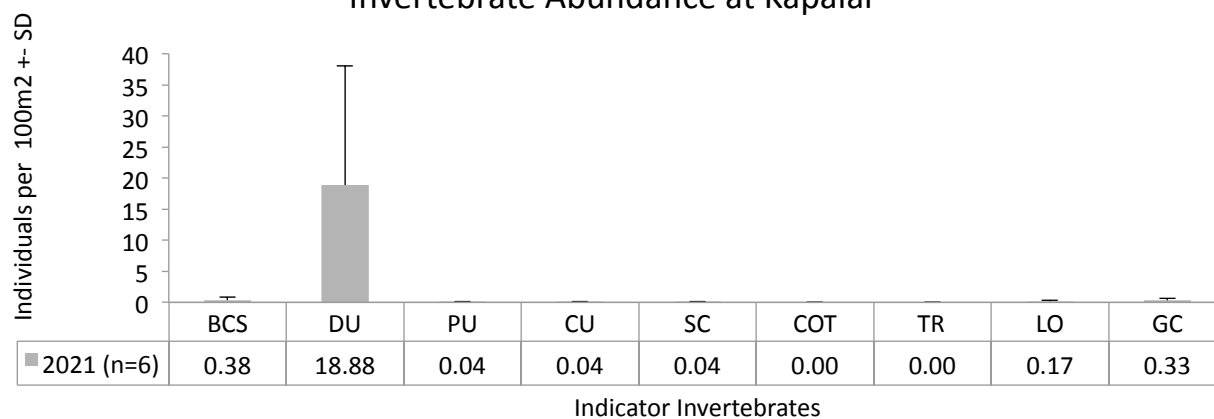 Invertebrate Abundance at Kapalai
Individuals per 100m2 +- SD
40
35
30
25
20
15
10
5
0
BCS DU PU CU SC COT TR LO GC
2021 (n=6) 0.38 18.88 0.04 0.04 0.04 0.00 0.00 0.17 0.33
Indicator Invertebrates